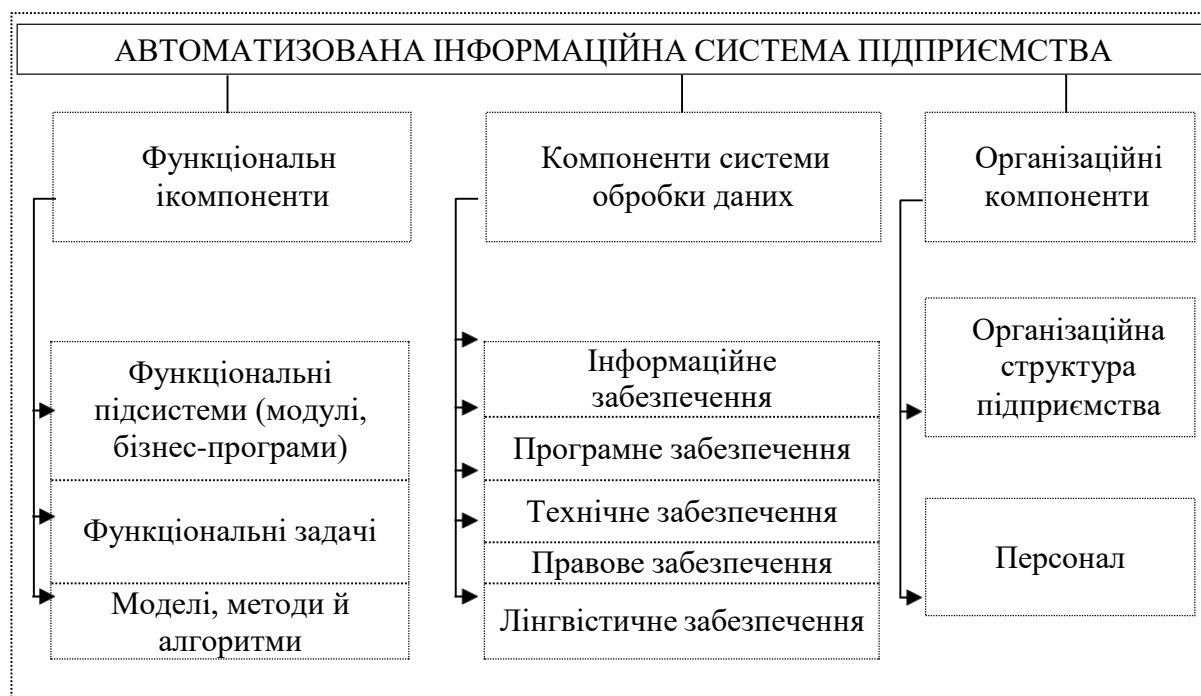 АВТОМАТИЗОВАНА ІНФОРМАЦІЙНА СИСТЕМА ПІДПРИЄМСТВА
Функціональн
ікомпоненти
Функціональні
підсистеми (модулі,
бізнес-програми)
Функціональні задачі
Моделі, методи й
алгоритми
Компоненти системи
обробки даних
Інформаційне
забезпечення
Програмне забезпечення
Технічне забезпечення
Правове забезпечення
Лінгвістичне забезпечення
Організаційні
компоненти
Організаційна
структура
підприємства
Персонал